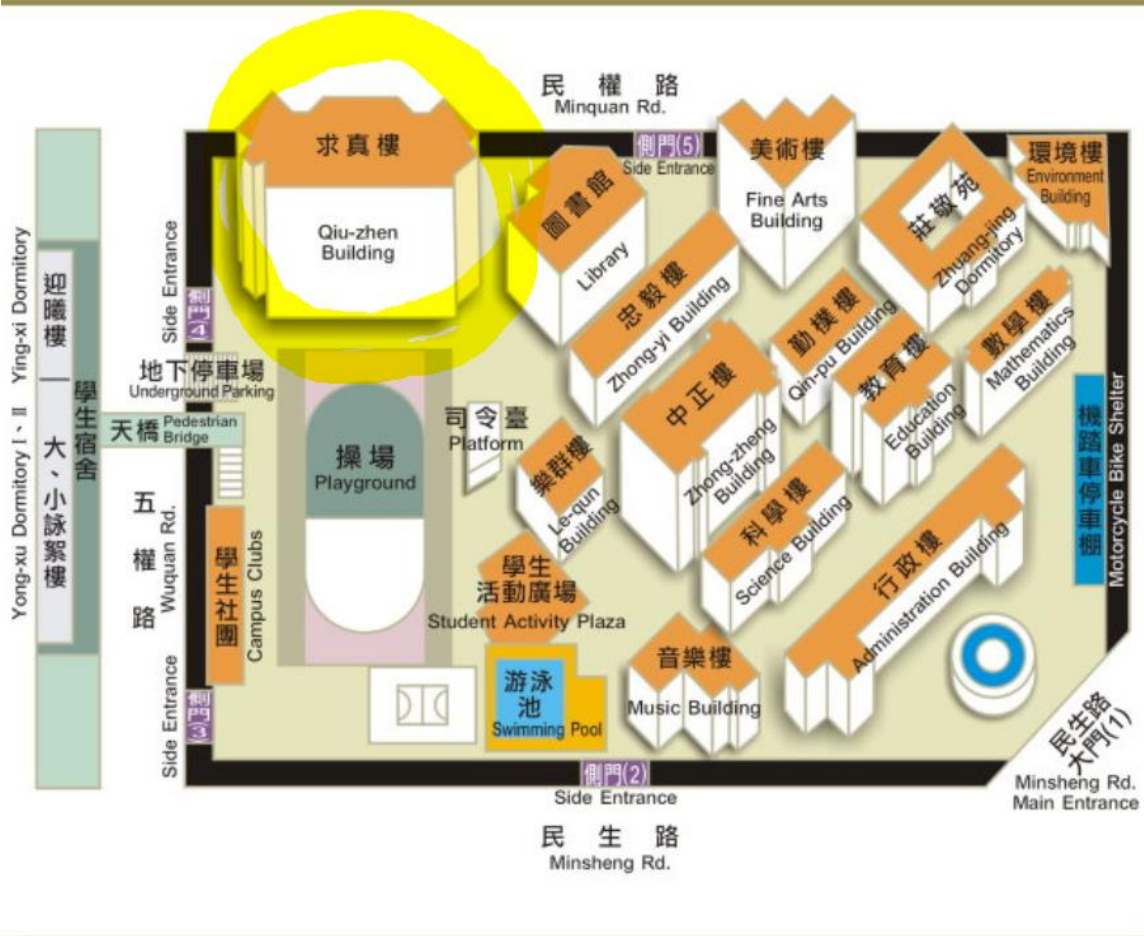 民權路
Minquan Rd.
求真樓
Qiu-zhen
Building
側門(5)
Side Entrance
圖書館
Library
美術樓
Fine Arts
Building
莊敬苑
Zhuang-jing
Dormitory
環境樓
Environment
Building
忠毅樓
Zhong-yi Building
勤樸樓
Qin-pu Building
教育樓
Education
Building
數學樓
Mathematics
Building
中正樓
Zhong-zheng
Building
科學樓
Science Building
行政樓
Administration Building
機踏車停車棚
Motorcycle Bike Shelter
Side Entrance
側門(4)
地下停車場
Underground Parking
天橋
Pedestrian
Bridge
Ying-xi Dormitory
迎曦樓
學生宿舍
Yong-xu Dormitory I、II
大、小詠絮樓
五權路
Wuquan Rd.
學生社團
Campus Clubs
操場
Playground
司令臺
Platform
樂群樓
Le-qun
Building
學生
活動廣場
Student Activity Plaza
游泳
池
Swimming Pool
音樂樓
Music Building
Side Entrance
側門(3)
側門(2)
Side Entrance
民生路
Minsheng Rd.
民生路
大門(1)
Minsheng Rd.
Main Entrance